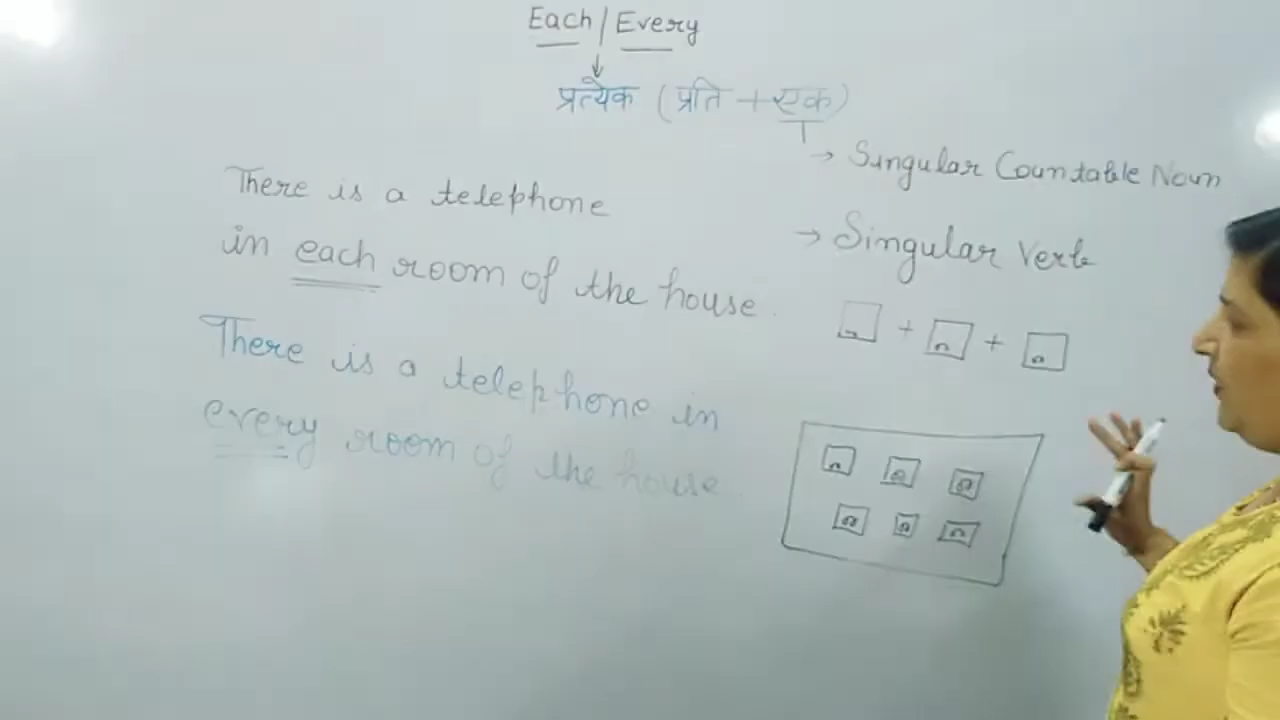 Each/Every
प्रत्येक (प्रति + एक)
→ Singular Countable Noun
→ Singular Verb
There is a telephone
in each room of the house.
There is a telephone in
every room of the house.
+ +